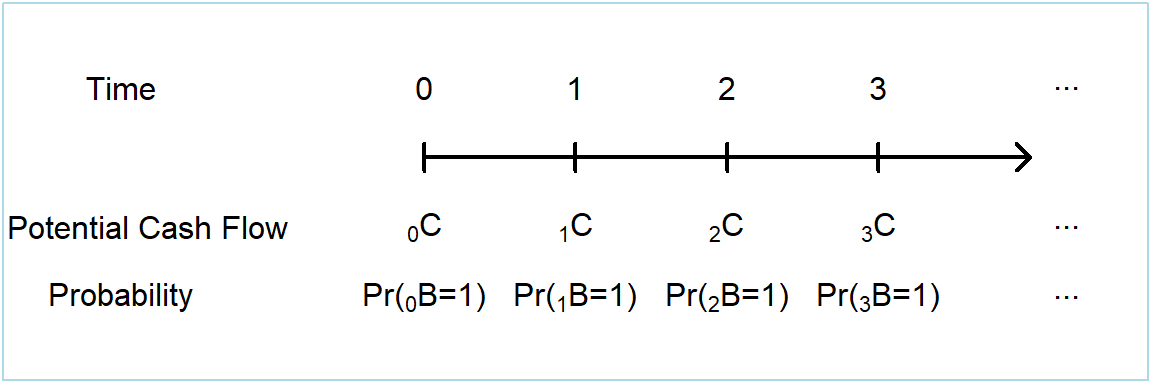 Time 0 1 2 3 ...
Potential Cash Flow ₀C ₁C ₂C ₃C ...
Probability Pr(₀B=1) Pr(₁B=1) Pr(₂B=1) Pr(₃B=1) ...